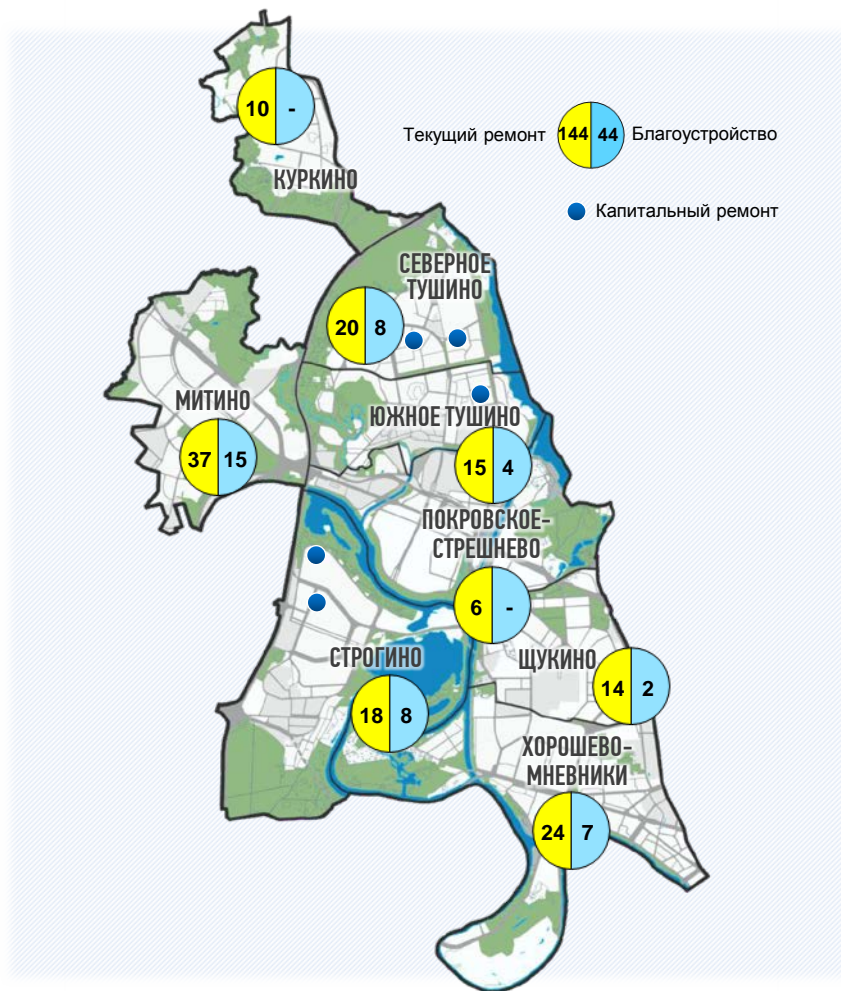 10 -
КУРКИНО
Текущий ремонт 144 44 Благоустройство
Капитальный ремонт
СЕВЕРНОЕ
ТУШИНО
20 8
МИТИНО
37 15
ЮЖНОЕ ТУШИНО
15 4
ПОКРОВСКОЕ-
СТРЕШНЕВО
6 -
СТРОГИНО
18 8
ЩУКИНО
14 2
ХОРОШЕВО-
МНЕВНИКИ
24 7